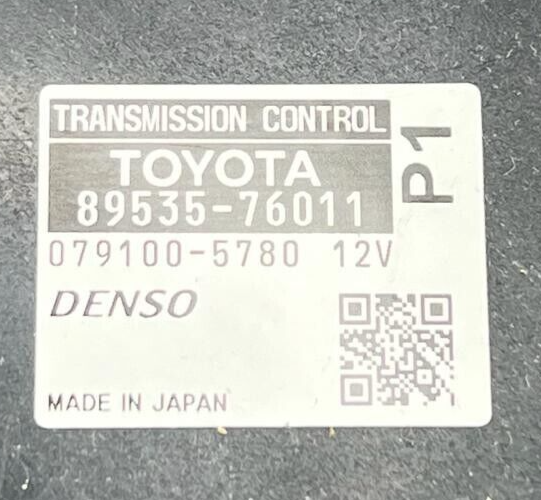 TRANSMISSION CONTROL
TOYOTA
89535-76011
P1
079100-5780 12V
DENSO
MADE IN JAPAN